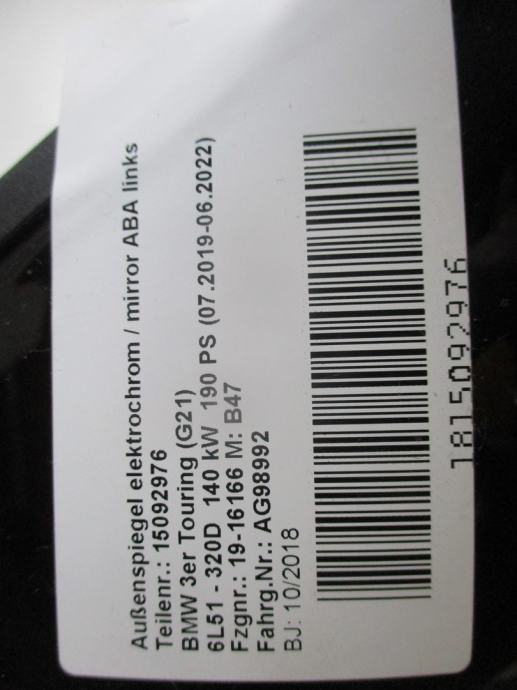 Außenspiegel elektrochrom / mirror ABA links
Teilenr.: 15092976
BMW 3er Touring (G21)
6L51 - 320D 140 kW 190 PS (07.2019-06.2022)
Fzgnr.: 19-16166 M: B47
Fahrg.Nr.: AG98992
BJ: 10/2018
1815092976